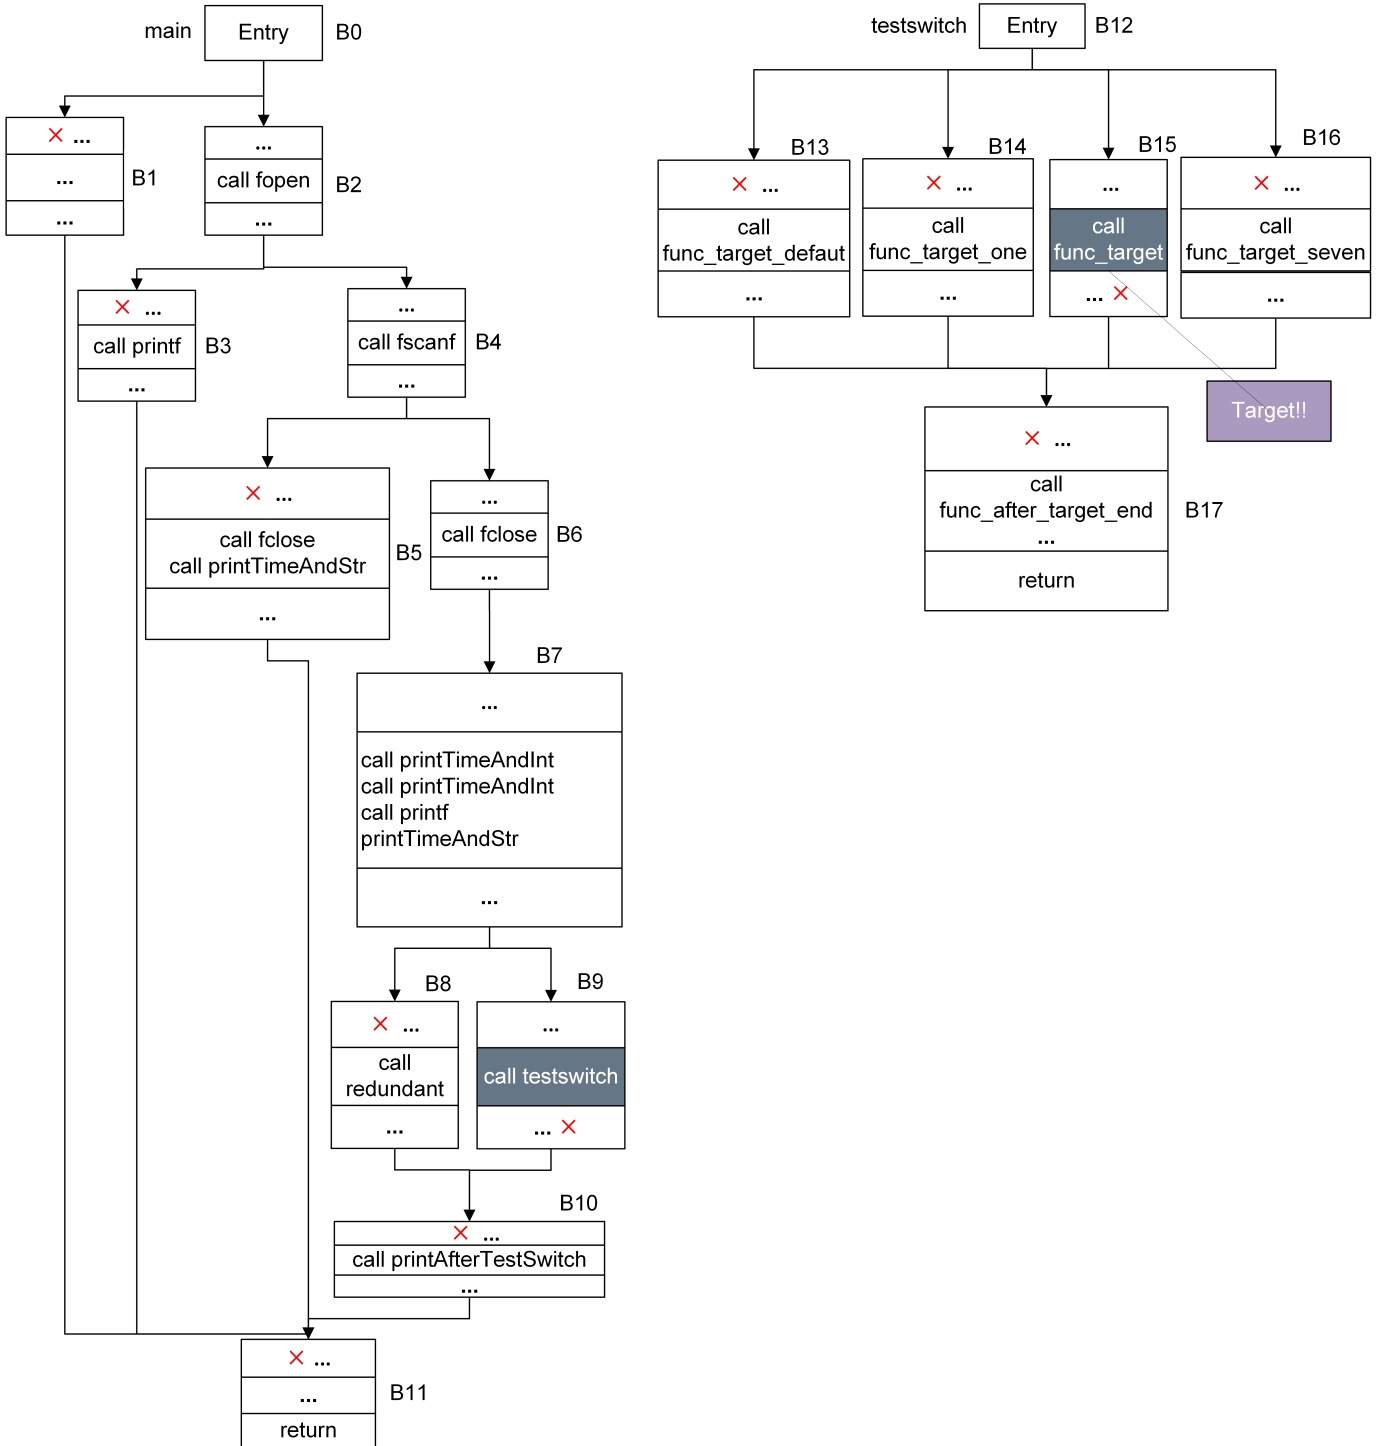 main
Entry
B0
...
...
...
B1
...
call fopen
...
B2
...
call printf
...
B3
...
call fscanf
...
B4
...
call fclose
call printTimeAndStr
...
B5
...
call fclose
...
B6
B7
...
call printTimeAndInt
call printTimeAndInt
call printf
printTimeAndStr
...
B8
...
call
redundant
...
B9
...
call testswitch
...
B10
...
call printAfterTestSwitch
...
...
...
return
B11
testswitch
Entry
B12
B13
...
call
func_target_defaut
...
B14
...
call
func_target_one
...
B15
...
call
func_target
...
B16
...
call
func_target_seven
...
Target!!
...
call
func_after_target_end
...
return
B17